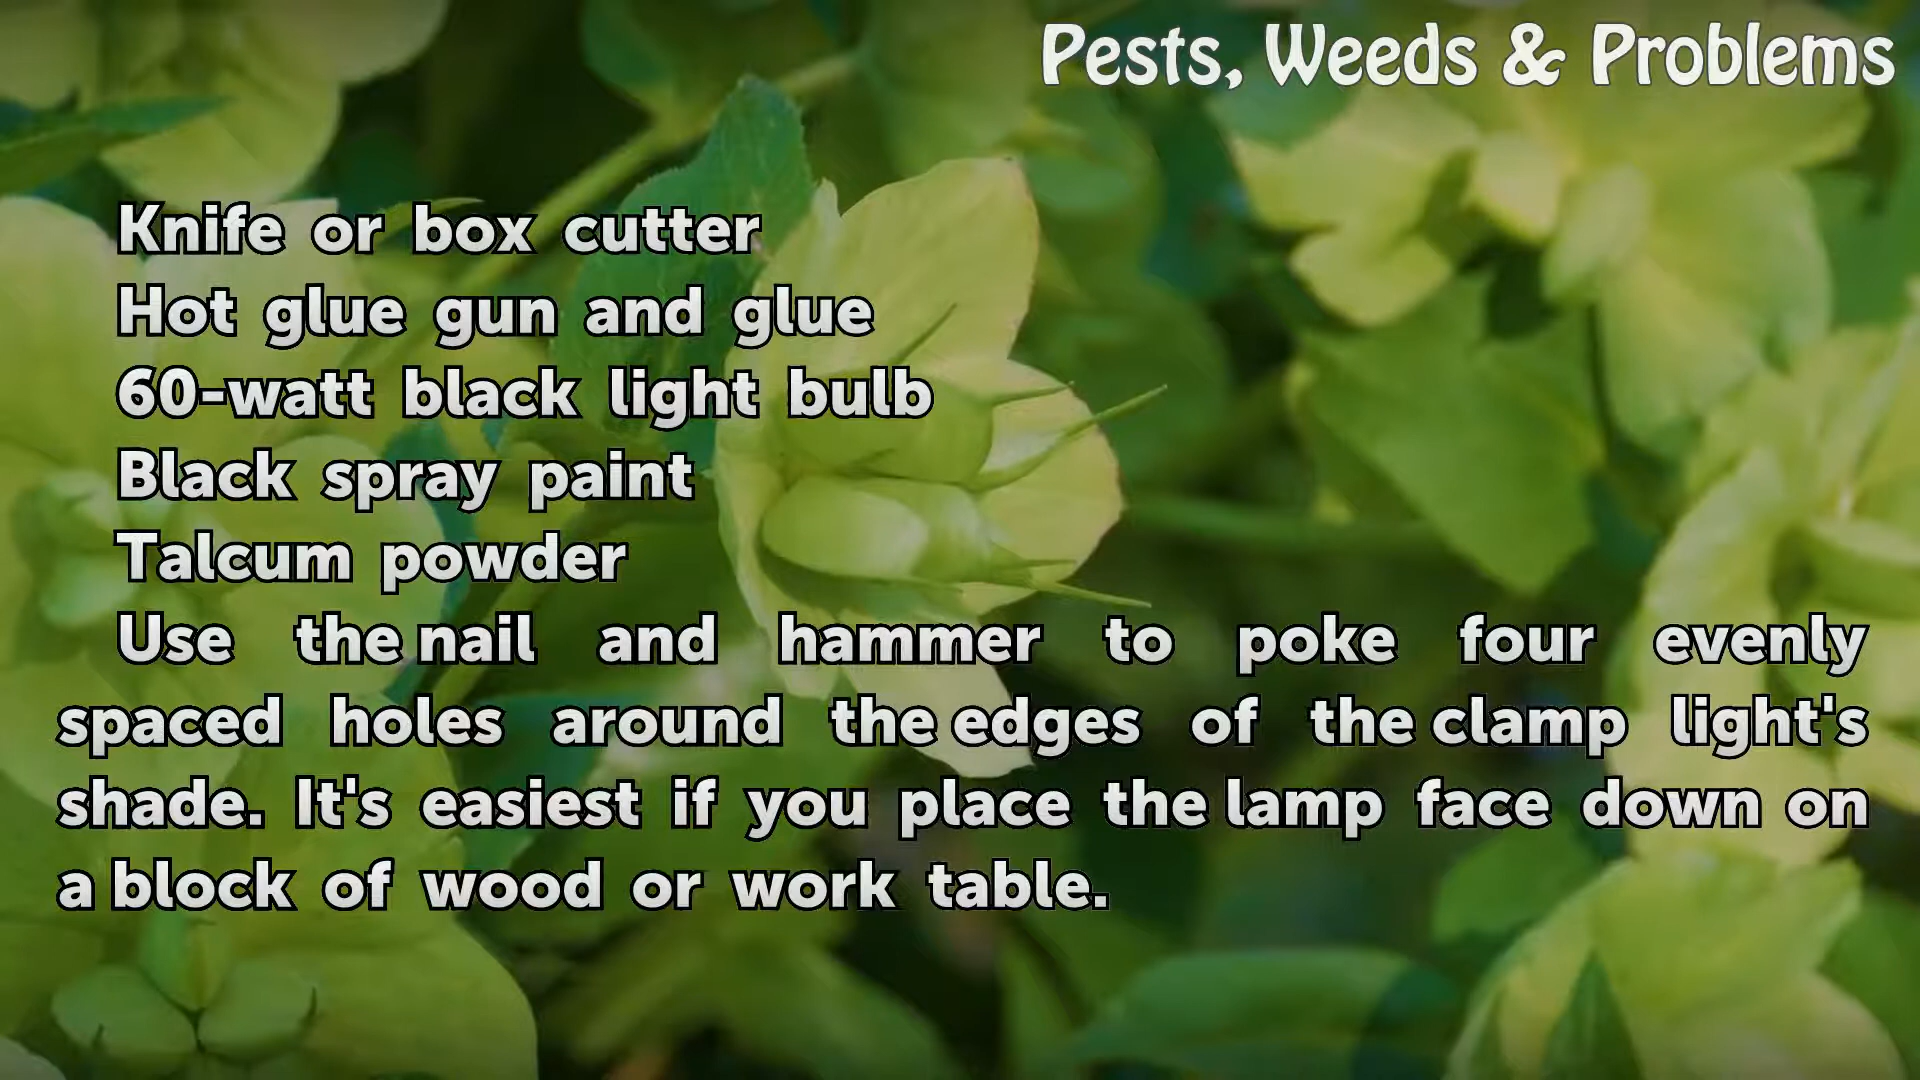 Pests, Weeds & Problems
Knife or box cutter
Hot glue gun and glue
60-watt black light bulb
Black spray paint
Talcum powder
Use the nail and hammer to poke four evenly
spaced holes around the edges of the clamp light's
shade. It's easiest if you place the lamp face down on
a block of wood or work table.